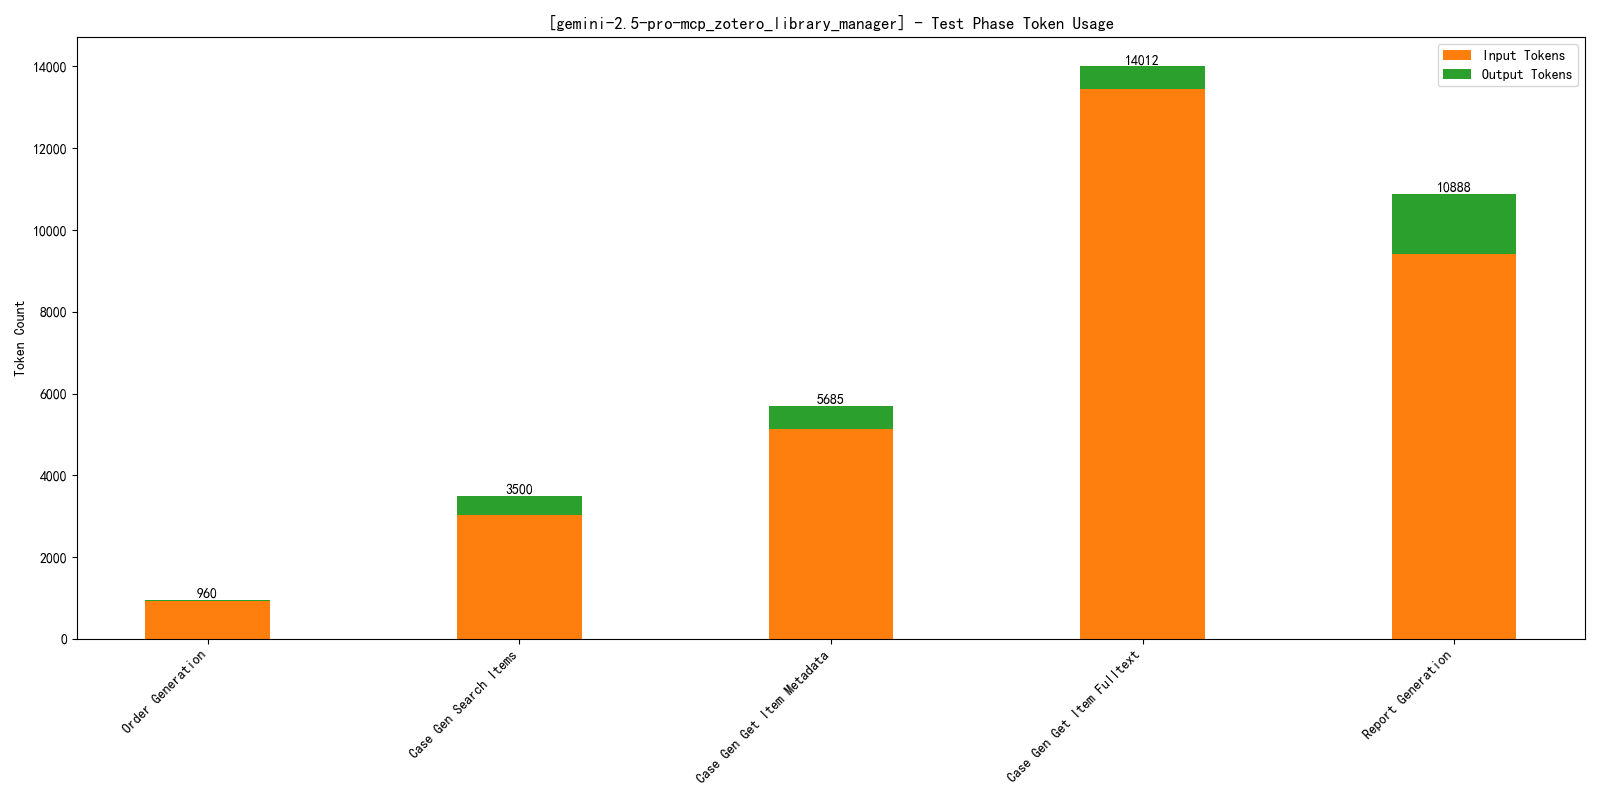 [gemini-2.5-pro-mcp_zotero_library_manager] - Test Phase Token Usage
Input Tokens
Output Tokens
Token Count
14000
12000
10000
8000
6000
4000
2000
0
960
3500
5685
14012
10888
Order Generation
Case Gen Search Items
Case Gen Get Item Metadata
Case Gen Get Item Fulltext
Report Generation